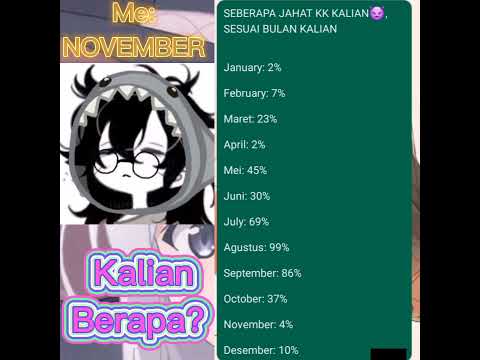 Me:
NOVEMBER
Kalian
Berapa?
SEBERAPA JAHAT KK KALIAN😈,
SESUAI BULAN KALIAN
January: 2%
February: 7%
Maret: 23%
April: 2%
Mei: 45%
Juni: 30%
July: 69%
Agustus: 99%
September: 86%
October: 37%
November: 4%
Desember: 10%